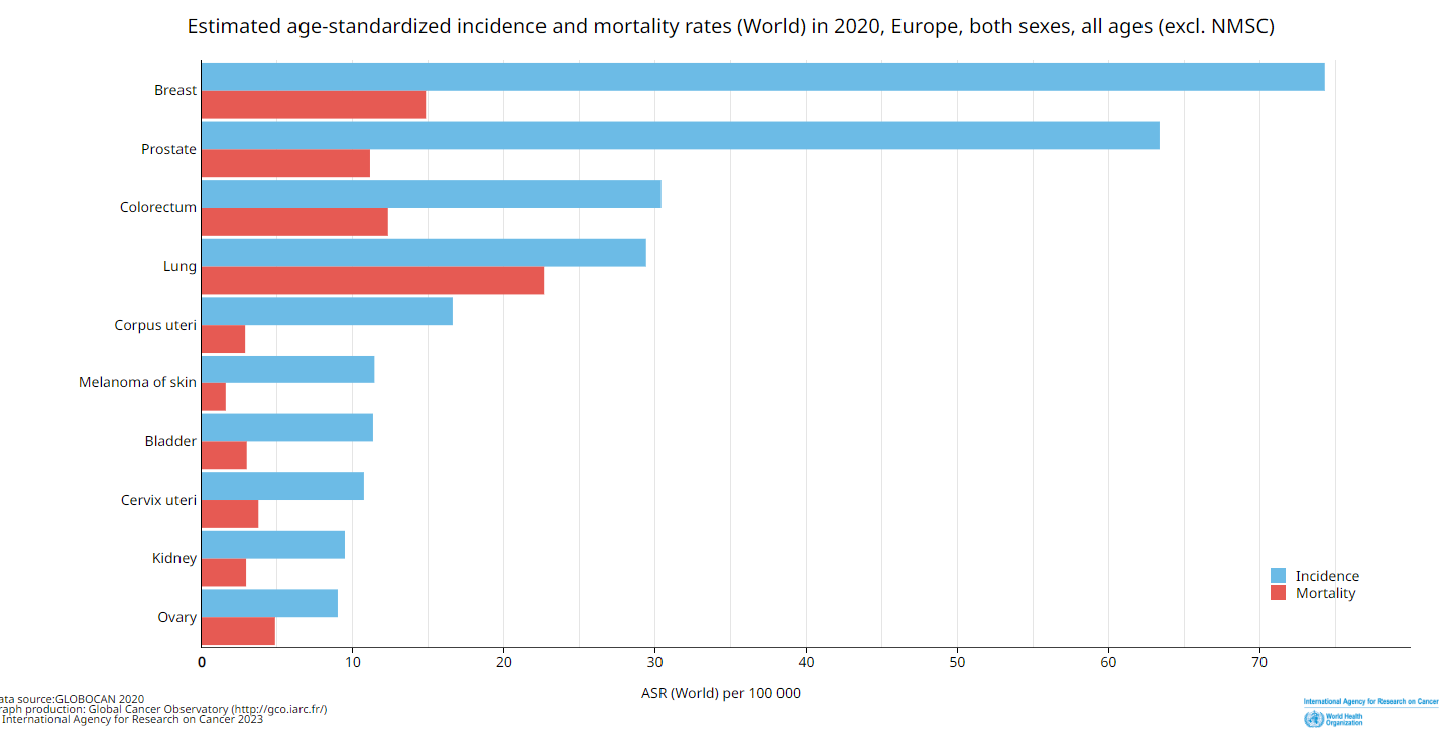 Estimated age-standardized incidence and mortality rates (World) in 2020, Europe, both sexes, all ages (excl. NMSC)
Breast
Prostate
Colorectum
Lung
Corpus uteri
Melanoma of skin
Bladder
Cervix uteri
Kidney
Ovary
Incidence
Mortality
0 10 20 30 40 50 60 70
ASR (World) per 100 000
ata source:GLOBOCAN 2020
raph production: Global Cancer Observatory (http://gco.iarc.fr/)
International Agency for Research on Cancer 2023
International Agency for Research on Cancer
World Health
Organization